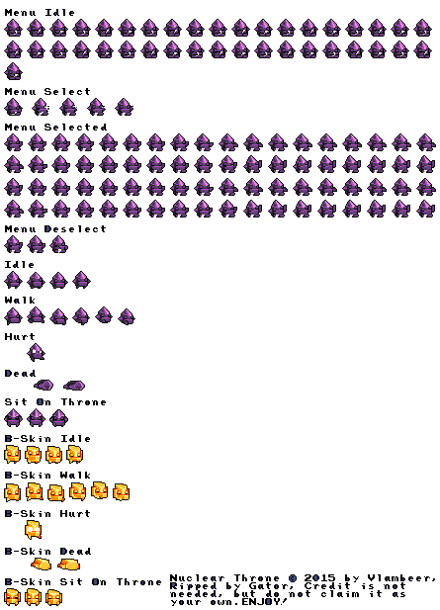 Menu Idle
Menu Select
Menu Selected
Menu Deselect
Idle
Walk
Hurt
Dead
Sit On Throne
B-Skin Idle
B-Skin Walk
B-Skin Hurt
B-Skin Dead
B-Skin Sit On Throne
Nuclear Throne © 2015 by Vlambeer,
Ripped by Gator, Credit is not
needed, but do not claim it as
your own.ENJOY!